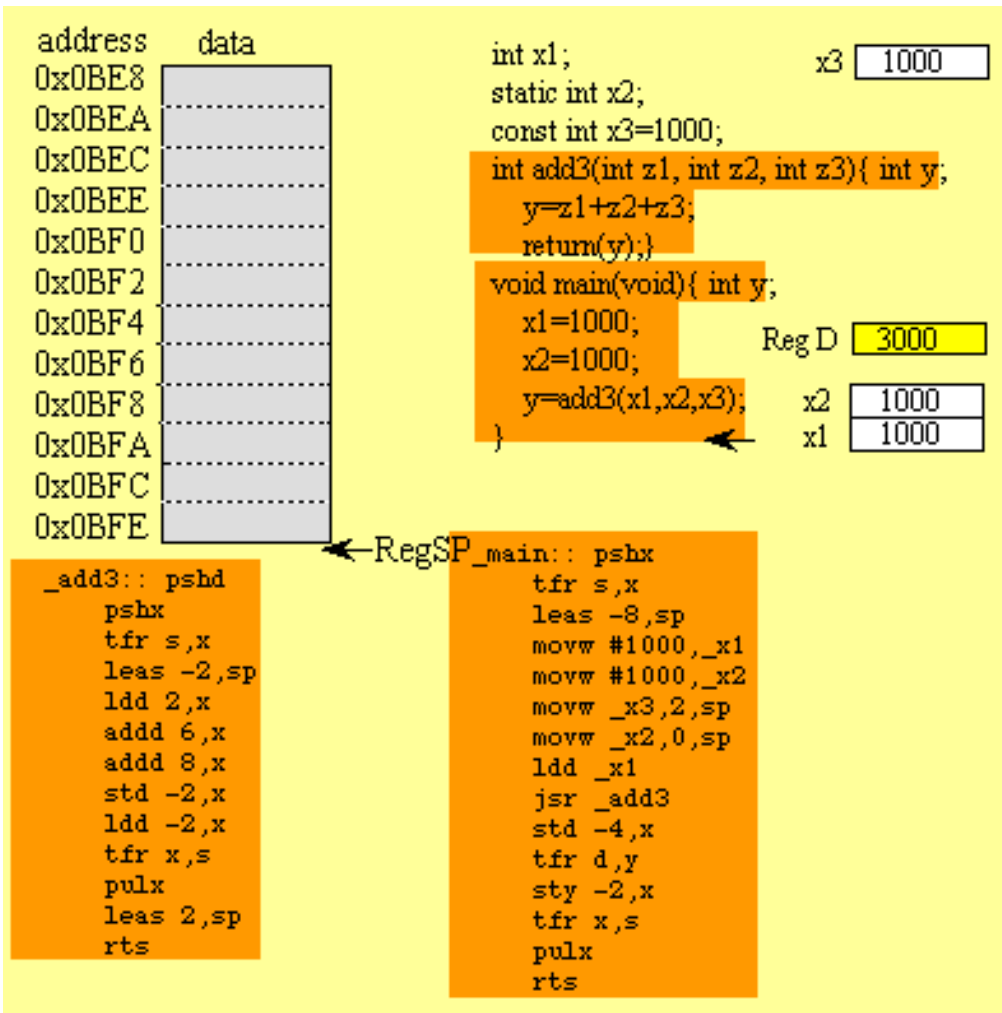 address data
0x0BE8
0x0BEA
0x0BEC
0x0BEE
0x0BF0
0x0BF2
0x0BF4
0x0BF6
0x0BF8
0x0BFA
0x0BFC
0x0BFE
int x1;
static int x2;
const int x3=1000;
int add3(int z1, int z2, int z3){ int y;
y=z1+z2+z3;
return(y);}
void main(void){ int y;
x1=1000;
x2=1000;
y=add3(x1,x2,x3);
}
x3 1000
Reg D 3000
x2 1000
x1 1000
RegSP
_add3:: pshd
pshx
tfr s,x
leas -2,sp
ldd 2,x
addd 6,x
addd 8,x
std -2,x
ldd -2,x
tfr x,s
pulx
leas 2,sp
rts
_main:: pshx
tfr s,x
leas -8,sp
movw #1000,_x1
movw #1000,_x2
movw _x3,2,sp
movw _x2,0,sp
ldd _x1
jsr _add3
std -4,x
tfr d,y
sty -2,x
tfr x,s
pulx
rts